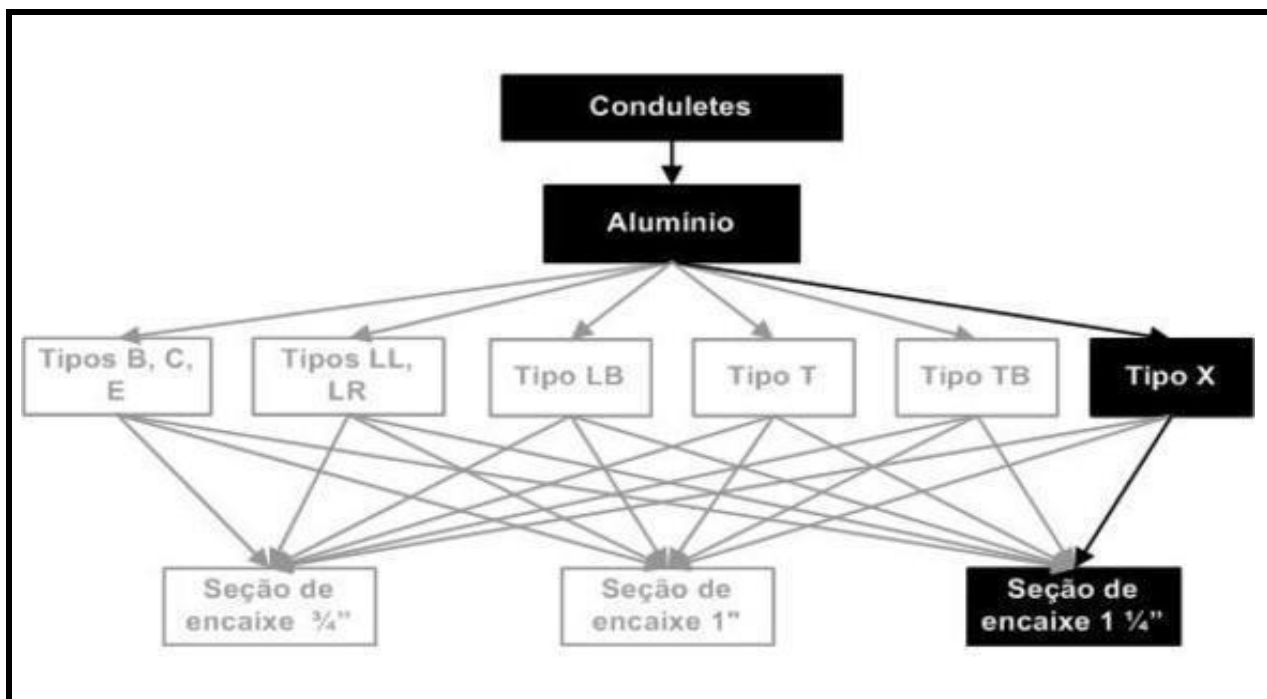 Conduletes
Alumínio
Tipos B, C,
E
Tipos LL,
LR
Tipo LB
Tipo T
Tipo TB
Tipo X
Seção de
encaixe ¾”
Seção de
encaixe 1"
Seção de
encaixe 1 ¼”